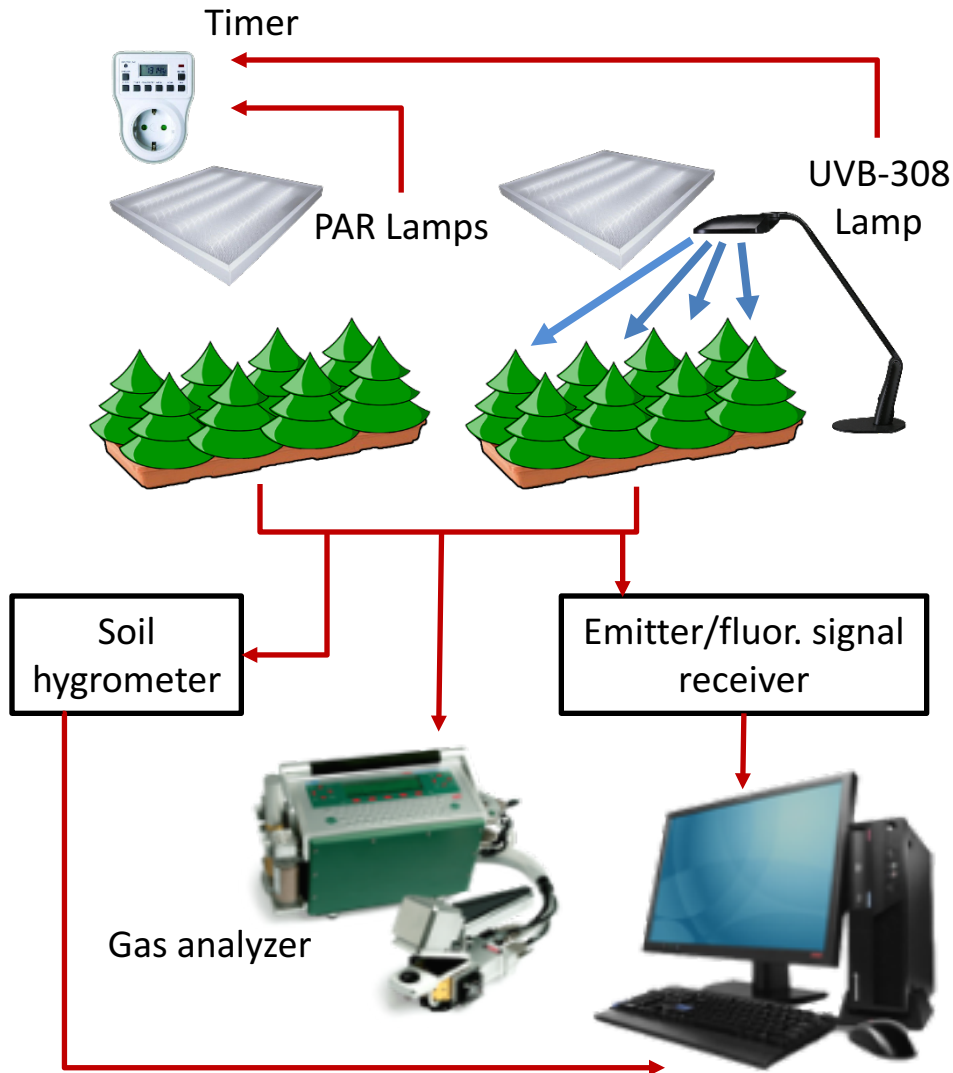 Timer
PAR Lamps
UVB-308
Lamp
Soil
hygrometer
Emitter/fluor. signal
receiver
Gas analyzer